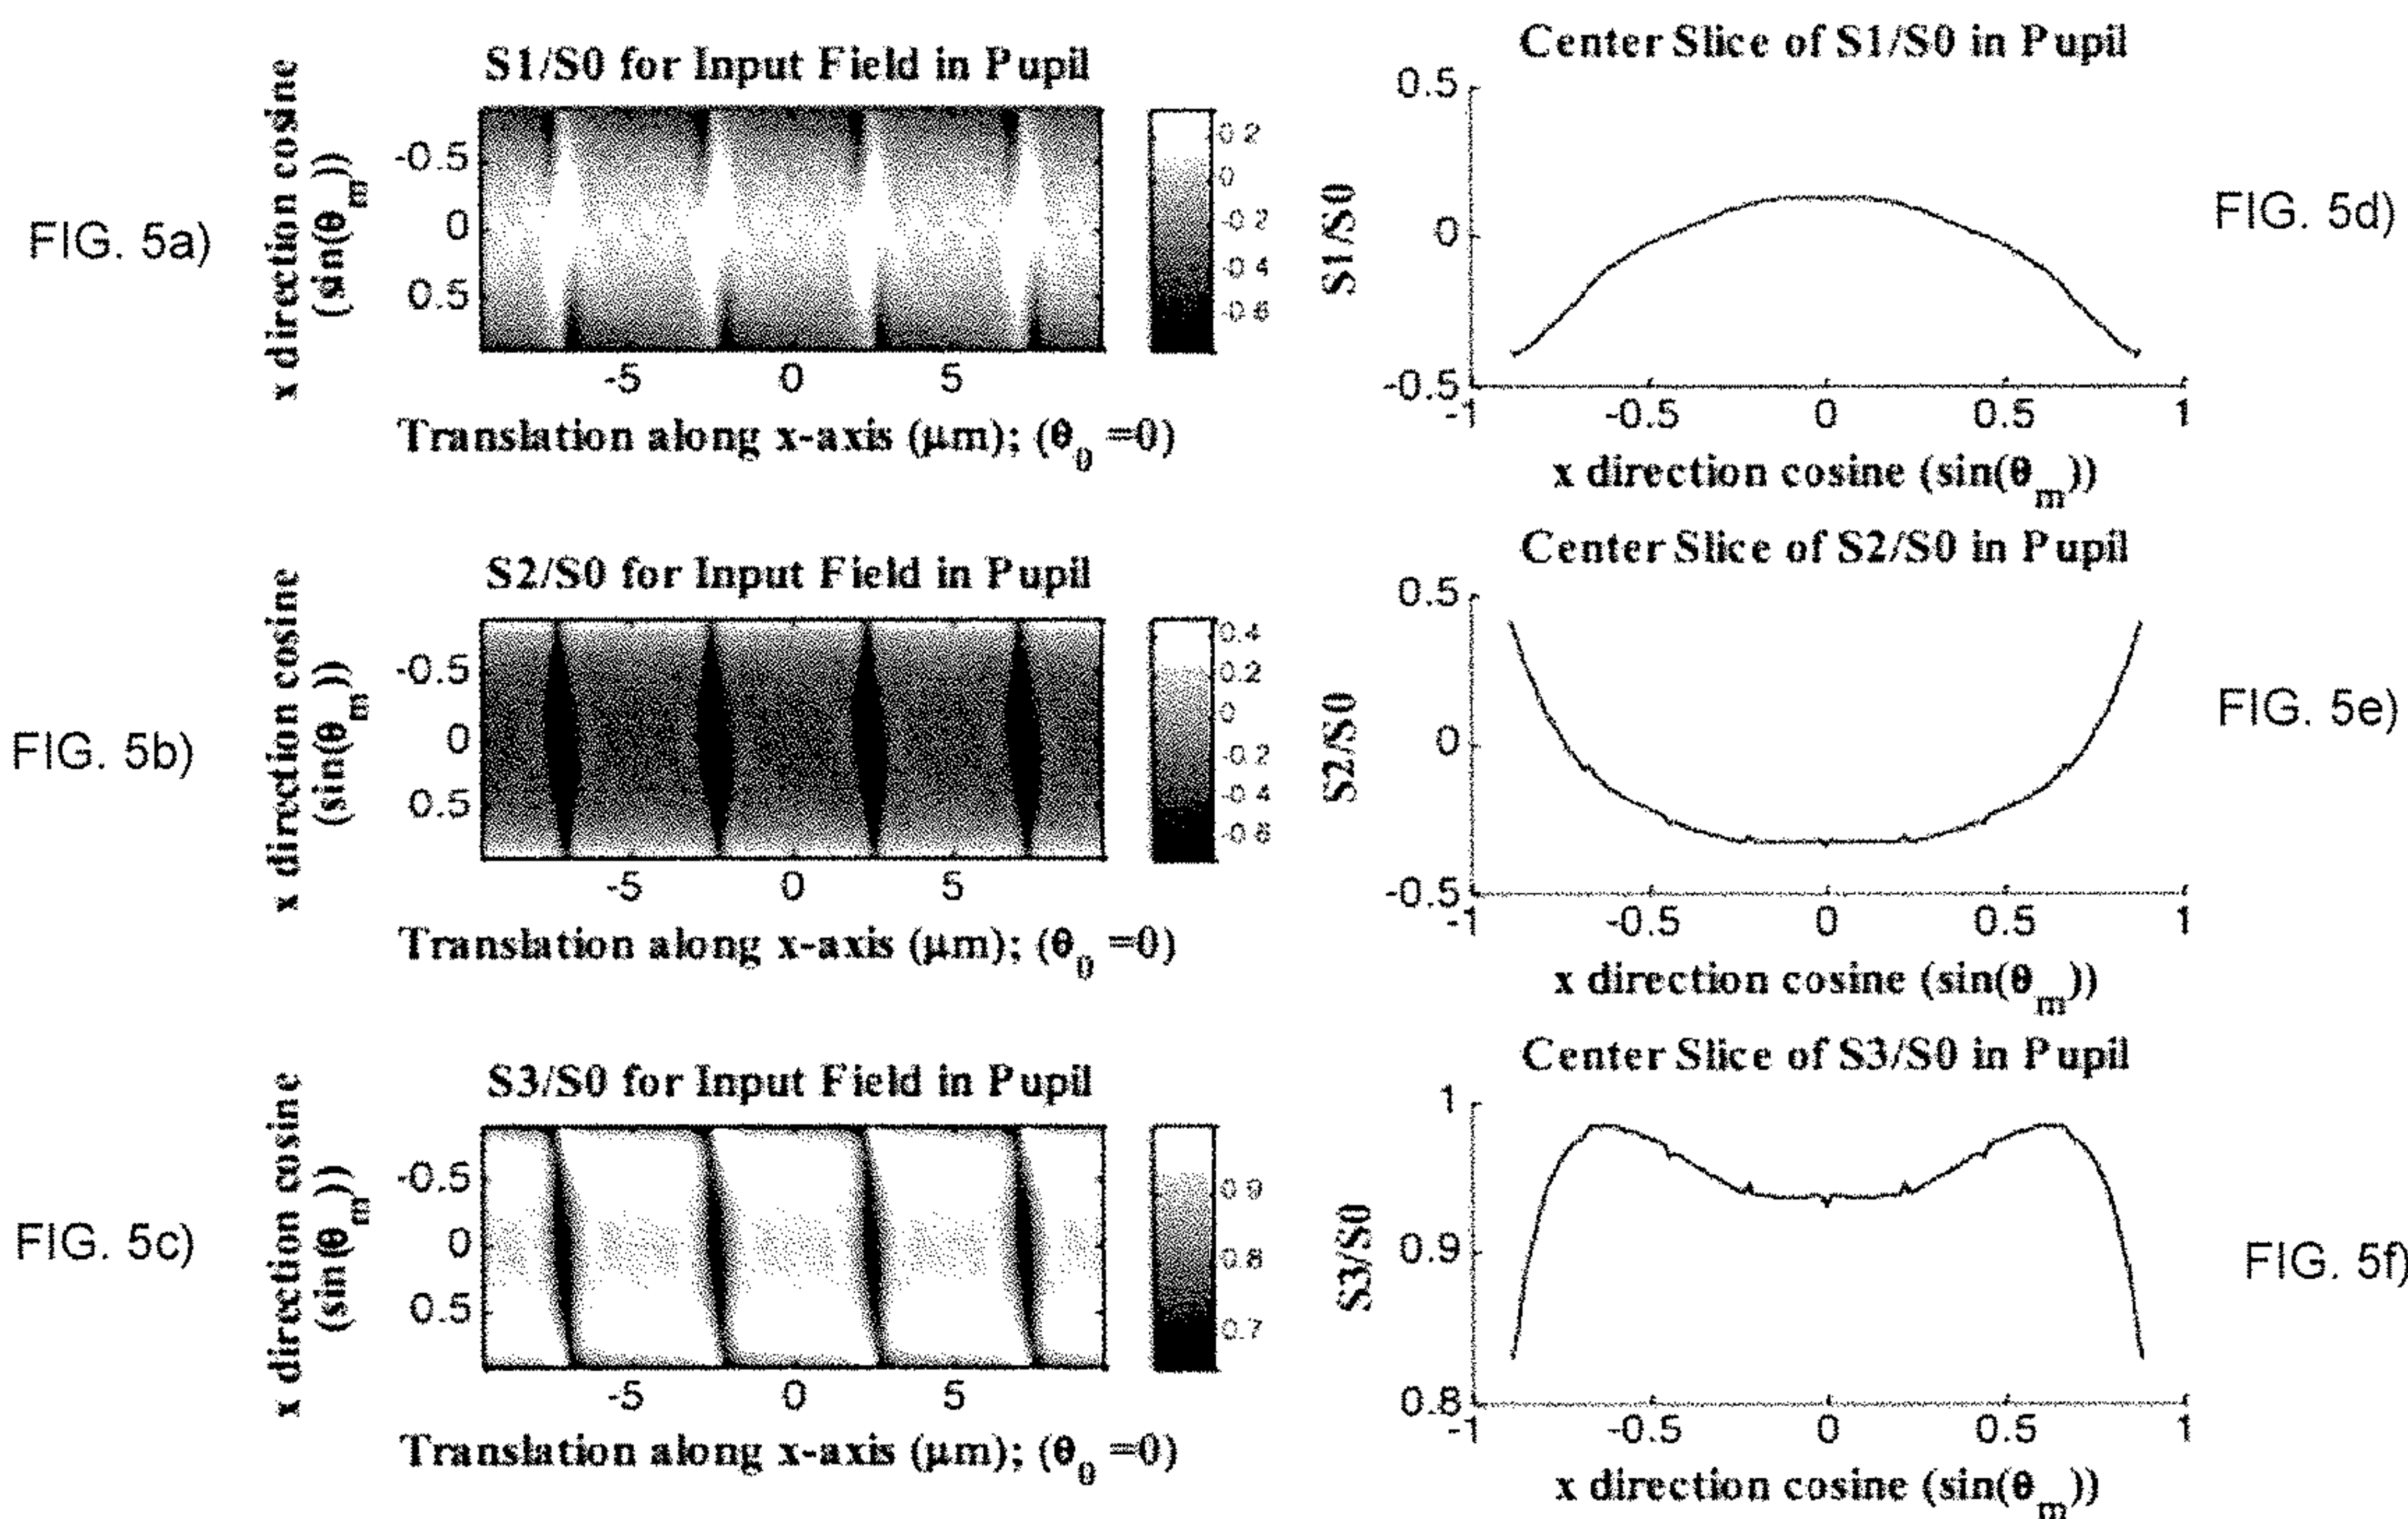 FIG. 5a)
S1/S0 for Input Field in Pupil
x direction cosine
(sin(θm))
-0.5
0
0.5
-5 0 5
Translation along x-axis (μm); (θ0 =0)
0 2
0
-0 2
-0 4
-0 6
FIG. 5d)
Center Slice of S1/S0 in Pupil
S1/S0
0.5
0
-0.5
-1 -0.5 0 0.5 1
x direction cosine (sin(θm))
FIG. 5b)
S2/S0 for Input Field in Pupil
x direction cosine
(sin(θm))
-0.5
0
0.5
-5 0 5
Translation along x-axis (μm); (θ0 =0)
0.4
0.2
0
-0.2
-0 4
-0 6
FIG. 5e)
Center Slice of S2/S0 in Pupil
S2/S0
0.5
0
-0.5
-1 -0.5 0 0.5 1
x direction cosine (sin(θm))
FIG. 5c)
S3/S0 for Input Field in Pupil
x direction cosine
(sin(θm))
-0.5
0
0.5
-5 0 5
Translation along x-axis (μm); (θ0 =0)
0 9
0.8
0.7
FIG. 5f)
Center Slice of S3/S0 in Pupil
S3/S0
1
0.9
0.8
-1 -0.5 0 0.5 1
x direction cosine (sin(θm))